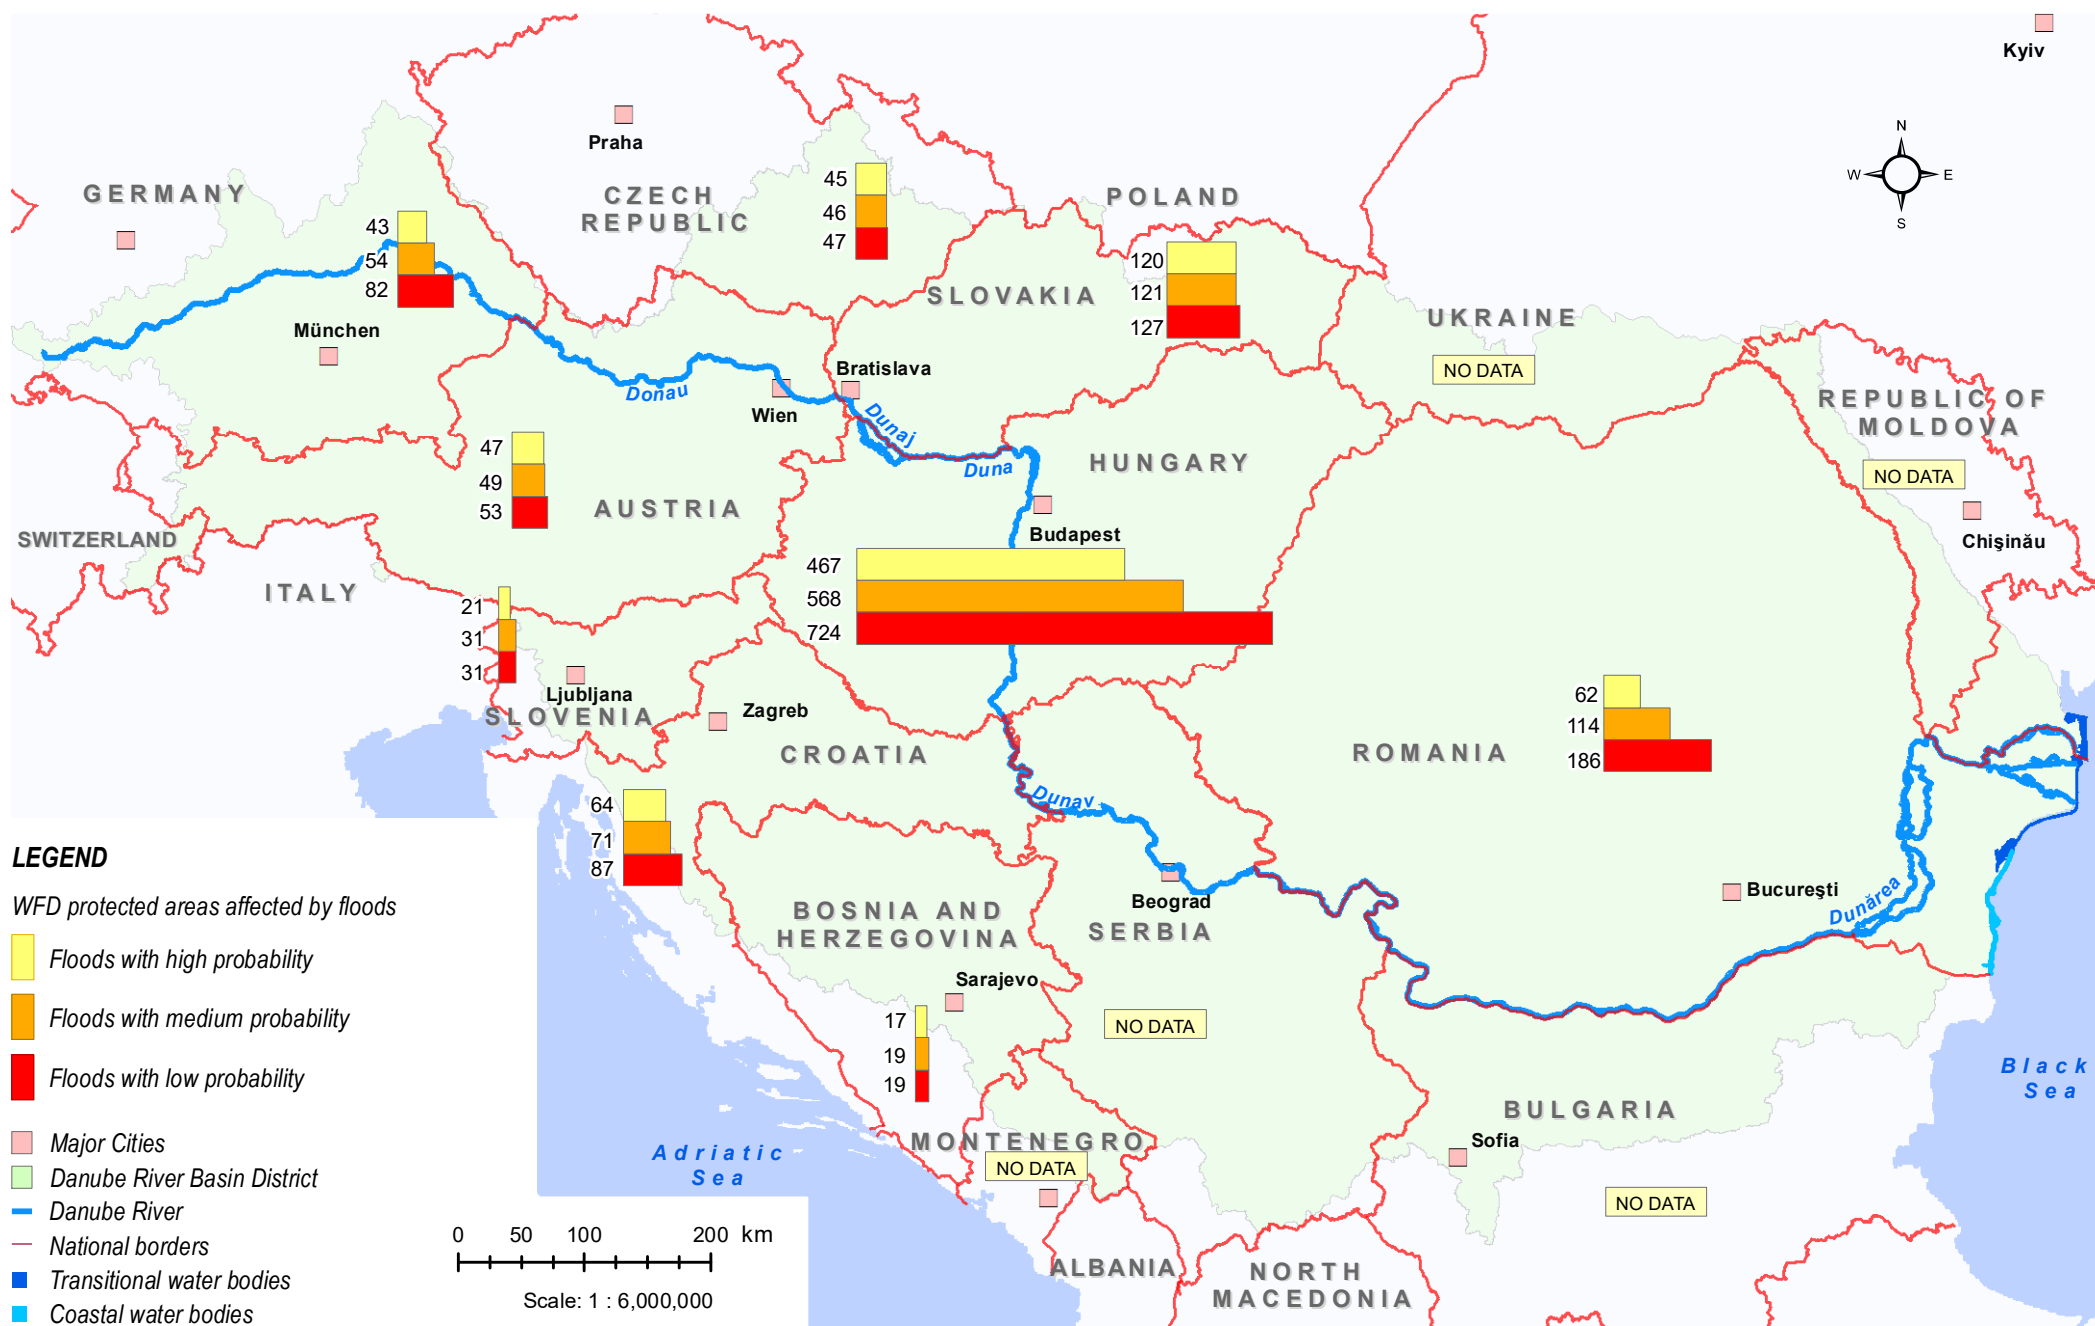 Kyiv
N
W
E
S
Praha
GERMANY
CZECH
REPUBLIC
45
46
47
POLAND
43
54
82
120
121
127
SLOVAKIA
UKRAINE
NO DATA
München
Bratislava
Donau
Wien
Dunaj
Duna
REPUBLIC OF
MOLDOVA
NO DATA
Chişinău
HUNGARY
Budapest
47
49
53
AUSTRIA
SWITZERLAND
ITALY
467
568
724
21
31
31
Ljubljana
SLOVENIA
Zagreb
CROATIA
62
114
186
ROMANIA
Dunav
64
71
87
Beograd
SERBIA
Bucureşti
Dunărea
BOSNIA AND
HERZEGOVINA
Sarajevo
17
19
19
NO DATA
Black
Sea
BULGARIA
Sofia
NO DATA
MONTENEGRO
NO DATA
Adriatic
Sea
ALBANIA
NORTH
MACEDONIA
LEGEND
WFD protected areas affected by floods
Floods with high probability
Floods with medium probability
Floods with low probability
Major Cities
Danube River Basin District
Danube River
National borders
Transitional water bodies
Coastal water bodies
0 50 100 200 km
Scale: 1 : 6,000,000